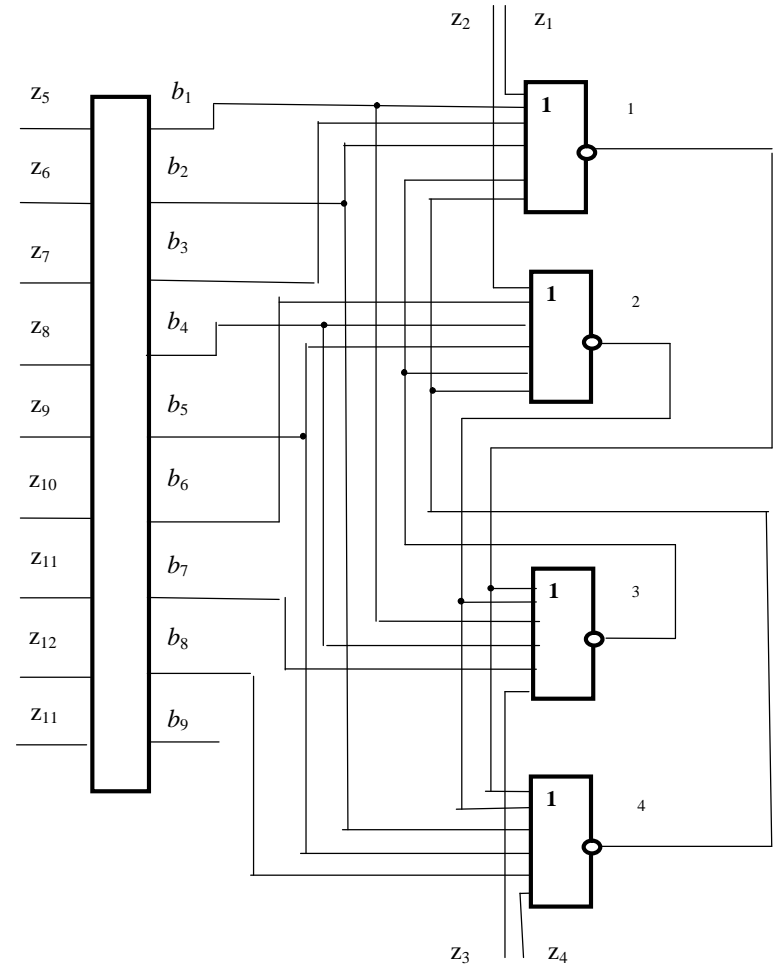 z₂ z₁
z₅ b₁
1 1
z₆ b₂
z₇ b₃
1 2
z₈ b₄
z₉ b₅
z₁₀ b₆
z₁₁ b₇
1 3
z₁₂ b₈
z₁₁ b₉
1 4
z₃ z₄